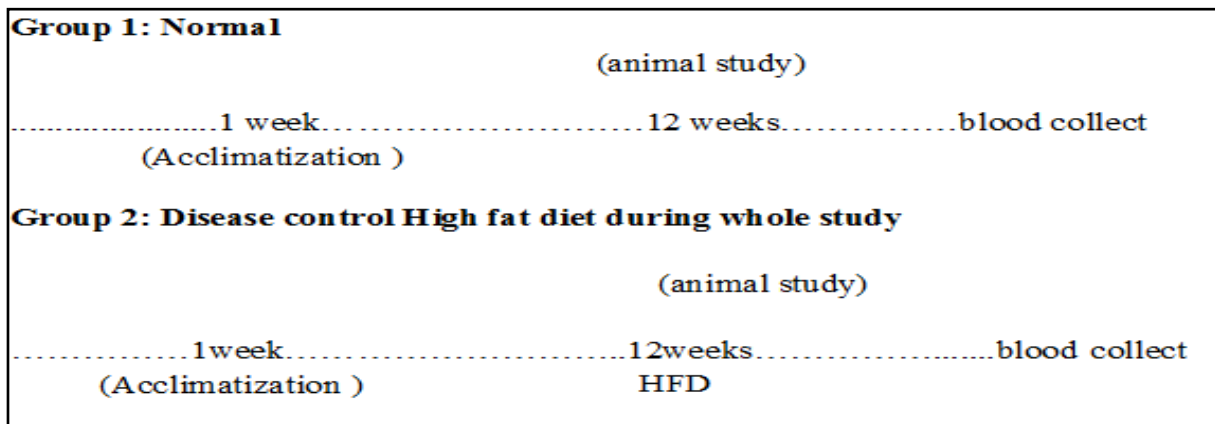 Group 1: Normal
(animal study)
.......................1 week..............................12 weeks...............blood collect
(Acclimatization )
Group 2: Disease control High fat diet during whole study
(animal study)
...............1week..................................12weeks......................blood collect
(Acclimatization ) HFD